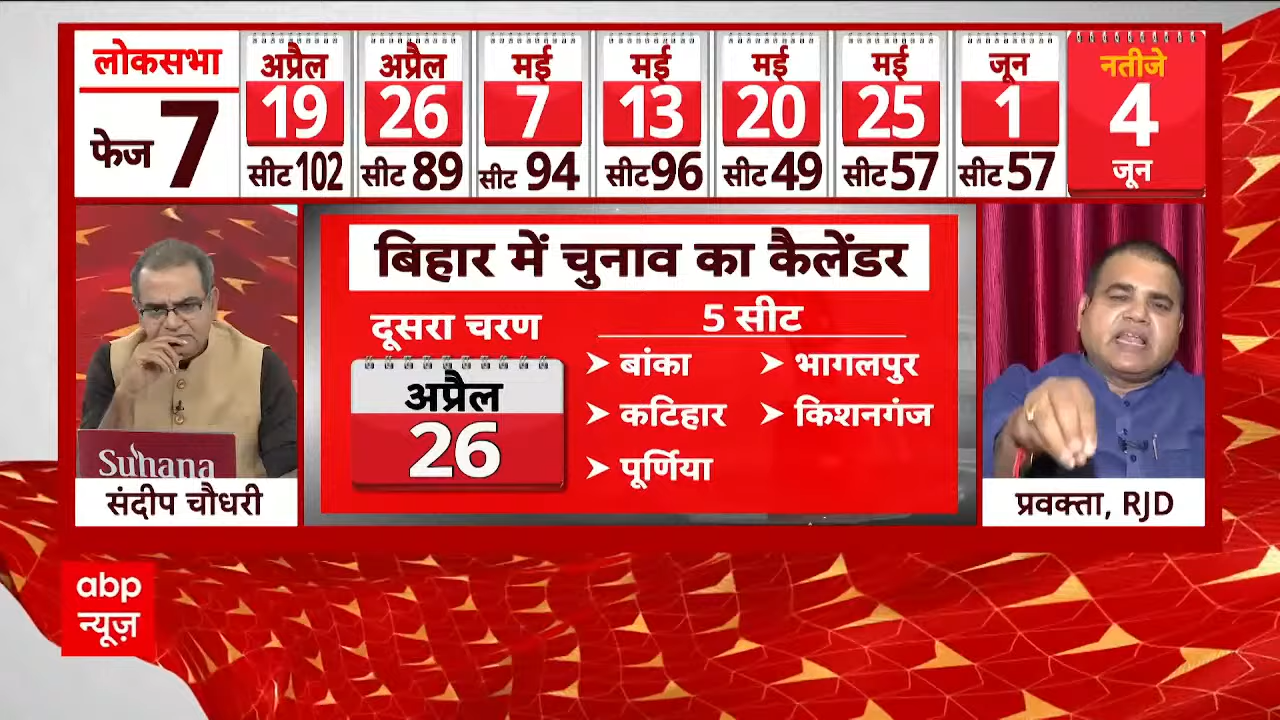 लोकसभा
फेज 7
अप्रैल
19
सीट 102
अप्रैल
26
सीट 89
मई
7
सीट 94
मई
13
सीट 96
मई
20
सीट 49
मई
25
सीट 57
जून
1
सीट 57
नतीजे
4
जून
बिहार में चुनाव का कैलेंडर
दूसरा चरण
अप्रैल
26
5 सीट
➤ बांका
➤ भागलपुर
➤ कटिहार
➤ किशनगंज
➤ पूर्णिया
Suhana
संदीप चौधरी
प्रवक्ता, RJD
abp
न्यूज़